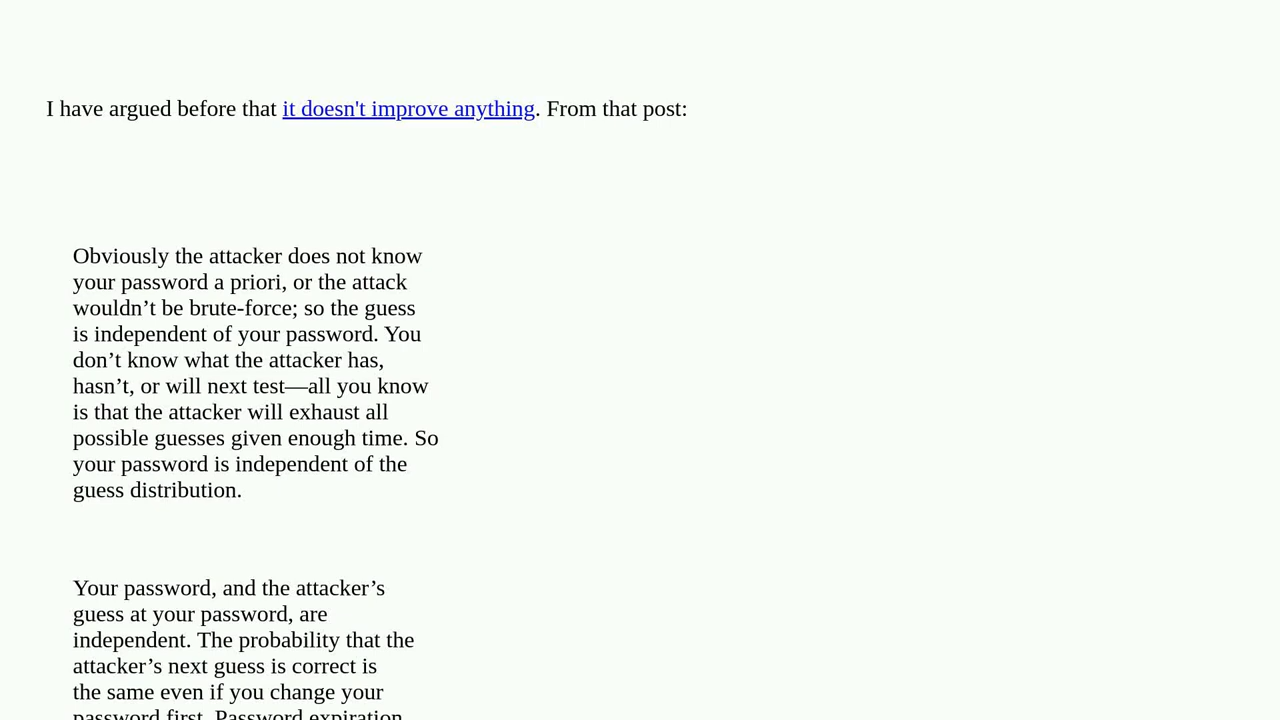 I have argued before that it doesn't improve anything. From that post:
Obviously the attacker does not know
your password a priori, or the attack
wouldn’t be brute-force; so the guess
is independent of your password. You
don’t know what the attacker has,
hasn’t, or will next test—all you know
is that the attacker will exhaust all
possible guesses given enough time. So
your password is independent of the
guess distribution.
Your password, and the attacker’s
guess at your password, are
independent. The probability that the
attacker’s next guess is correct is
the same even if you change your
password first. Password expiration